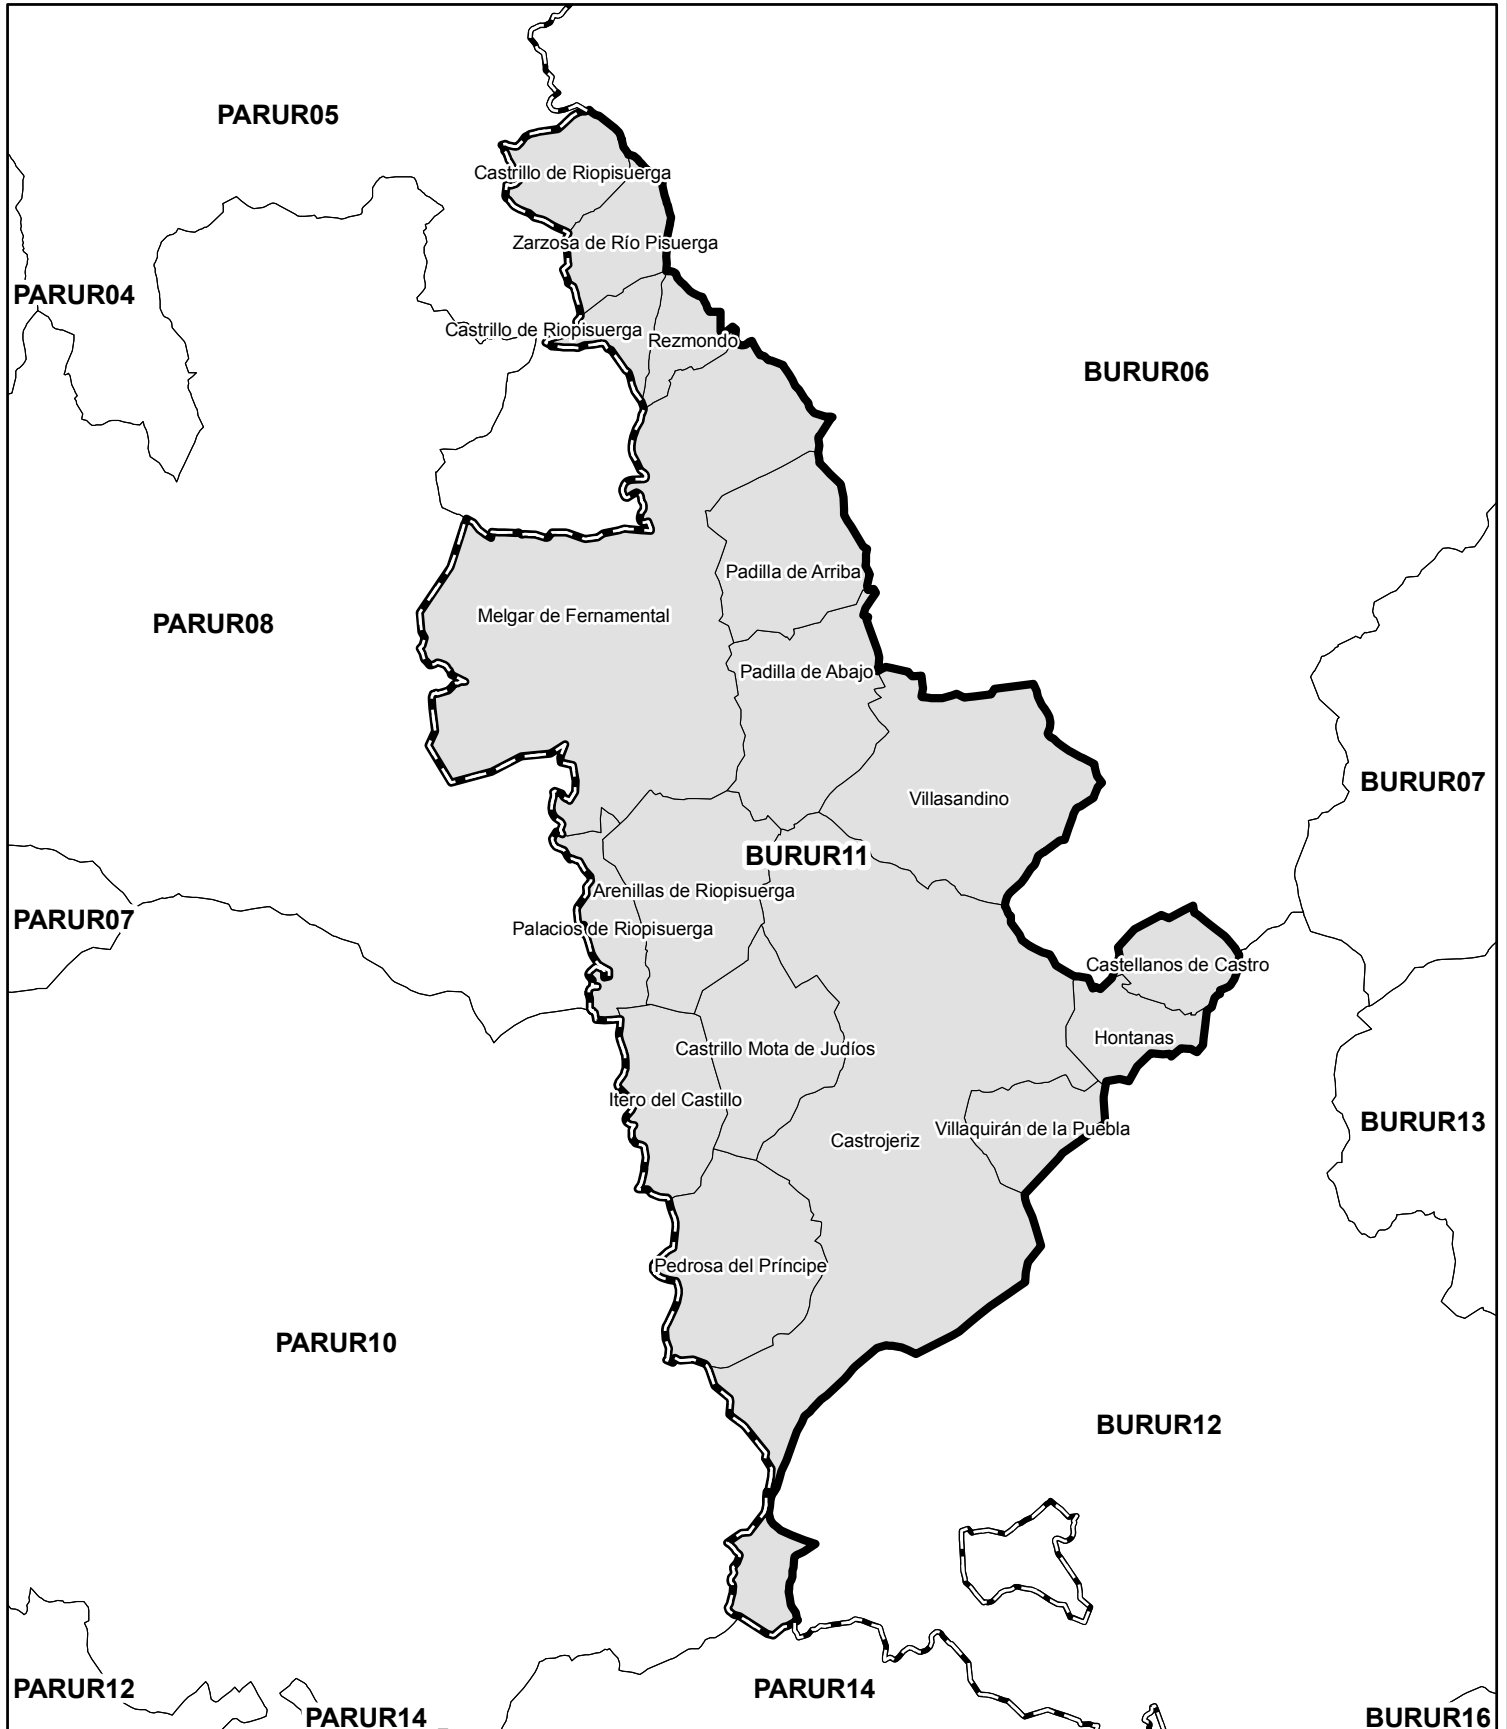 PARUR05
Castrillo de Riopisuerga
Zarzosa de Río Pisuerga
PARUR04
Castrillo de Riopisuerga
Rezmondo
BURUR06
Padilla de Arriba
Melgar de Fernamental
PARUR08
Padilla de Abajo
BURUR07
Villasandino
BURUR11
Arenillas de Riopisuerga
PARUR07
Palacios de Riopisuerga
Castellanos de Castro
Hontanas
Castrillo Mota de Judíos
Itero del Castillo
BURUR13
Villaquirán de la Puebla
Castrojeriz
Pedrosa del Príncipe
PARUR10
BURUR12
PARUR12
PARUR14
PARUR14
BURUR16